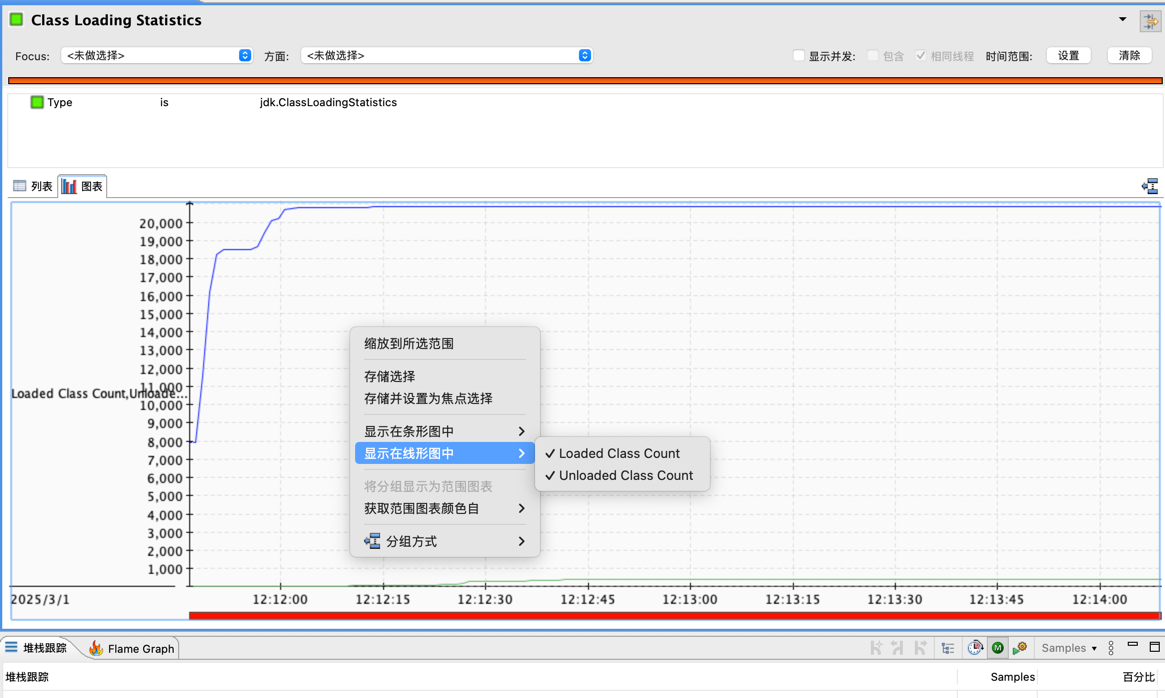 Class Loading Statistics
Focus: <未做选择> 方面: <未做选择> 显示并发: 包含 相同线程 时间范围: 设置 清除
Type is jdk.ClassLoadingStatistics
列表 图表
20,000
19,000
18,000
17,000
16,000
15,000
14,000
13,000
12,000
11,000
Loaded Class Count,Unloade...
10,000
9,000
8,000
7,000
6,000
5,000
4,000
3,000
2,000
1,000
缩放到所选范围
存储选择
存储并设置为焦点选择
显示在条形图中
显示在线形图中
Loaded Class Count
Unloaded Class Count
将分组显示为范围图表
获取范围图表颜色自
分组方式
2025/3/1 12:12:00 12:12:15 12:12:30 12:12:45 12:13:00 12:13:15 12:13:30 12:13:45 12:14:00
堆栈跟踪 Flame Graph M Samples
堆栈跟踪 Samples 百分比